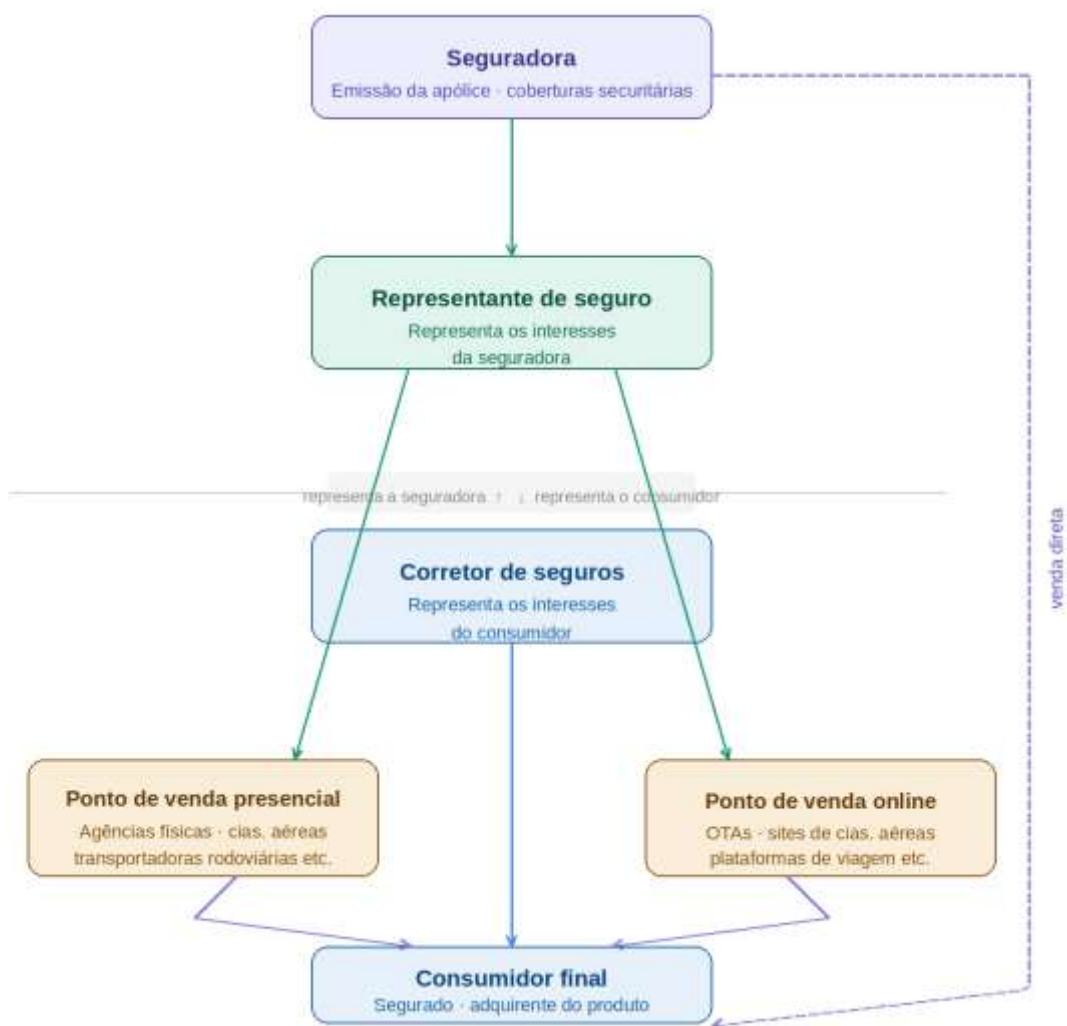 Seguradora
Emissão da apólice · coberturas securitárias
Representante de seguro
Representa os interesses
da seguradora
representa a seguradora ↑ ↓ representa o consumidor
Corretor de seguros
Representa os interesses
do consumidor
venda direta
Ponto de venda presencial
Agências físicas · cias. aéreas
transportadoras rodoviárias etc.
Ponto de venda online
OTAs · sites de cias. aéreas
plataformas de viagem etc.
Consumidor final
Segurado · adquirente do produto